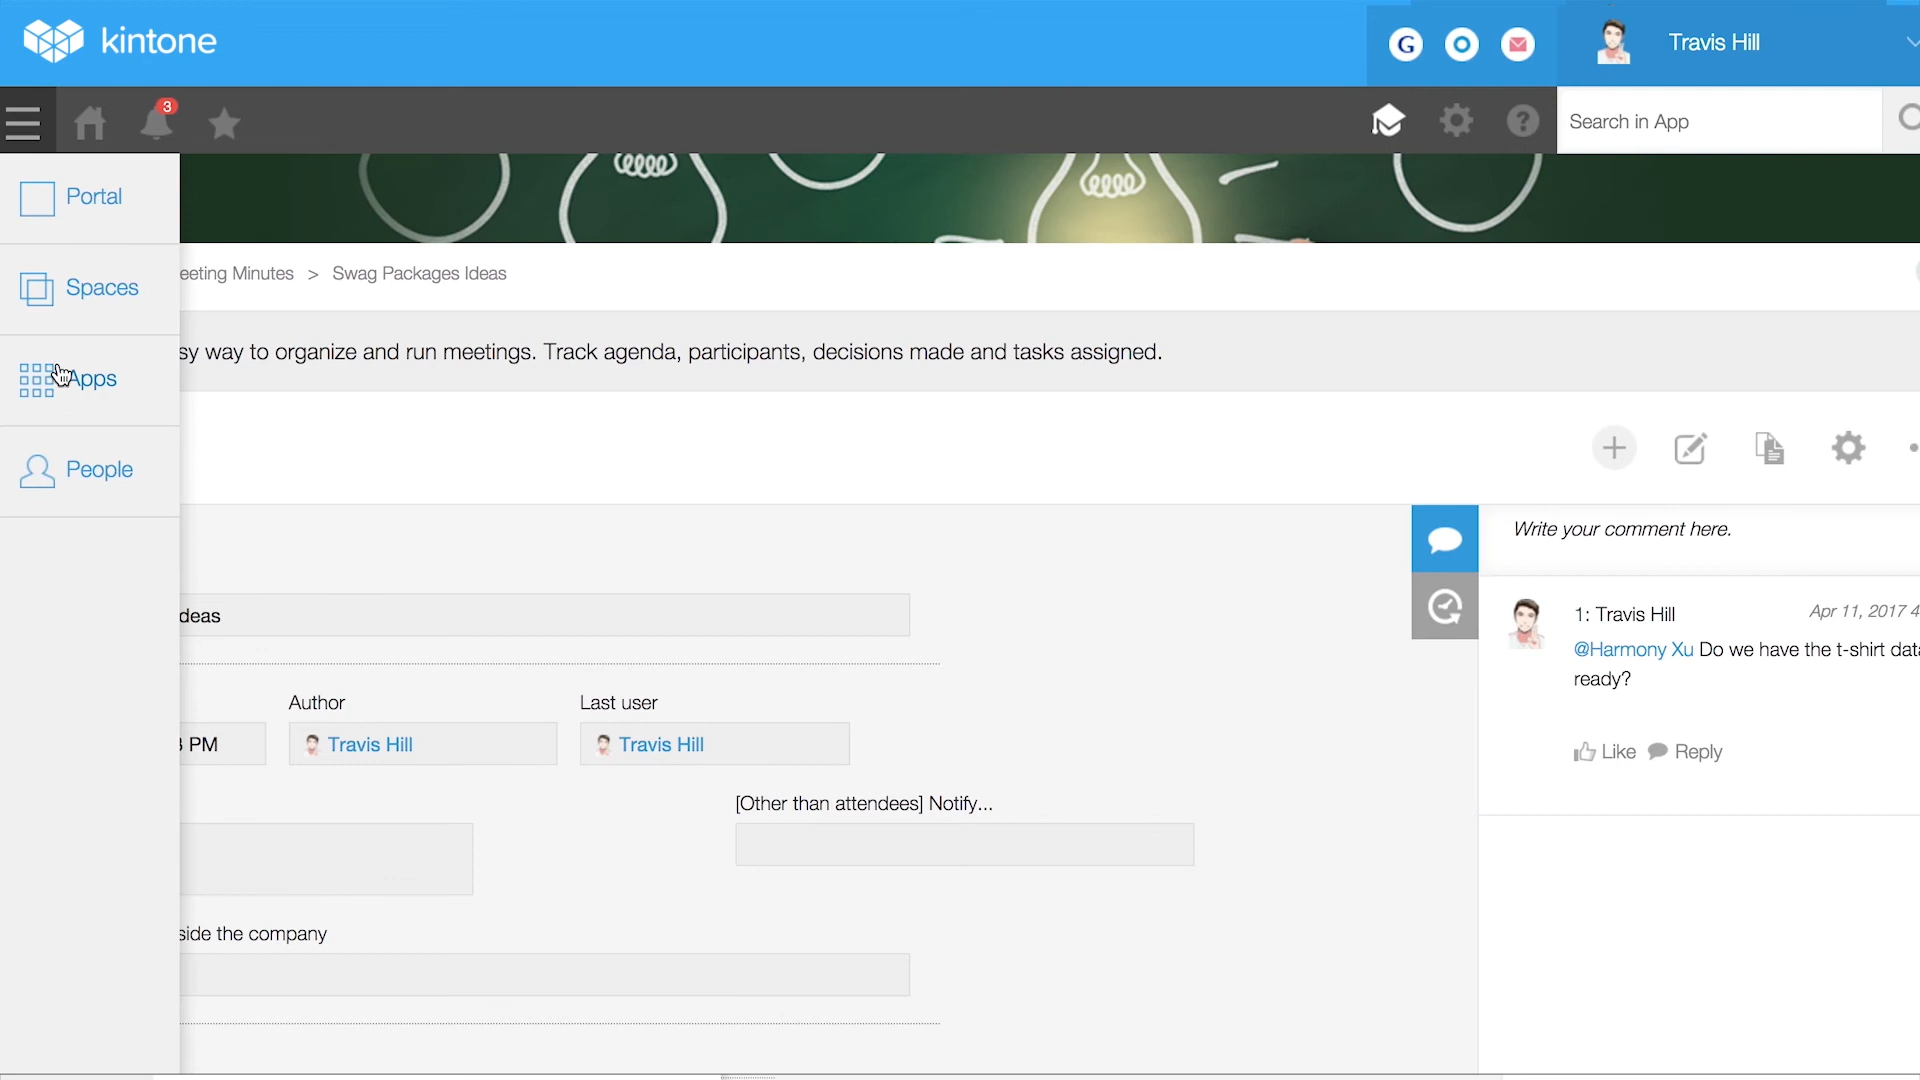 kintone
G
Travis Hill
3
Search in App
Portal
eeting Minutes > Swag Packages Ideas
Spaces
sy way to organize and run meetings. Track agenda, participants, decisions made and tasks assigned.
Apps
People
Write your comment here.
deas
1: Travis Hill
Apr 11, 2017 4
@Harmony Xu Do we have the t-shirt data
ready?
Author
Last user
PM
Travis Hill
Travis Hill
Like
Reply
[Other than attendees] Notify...
side the company